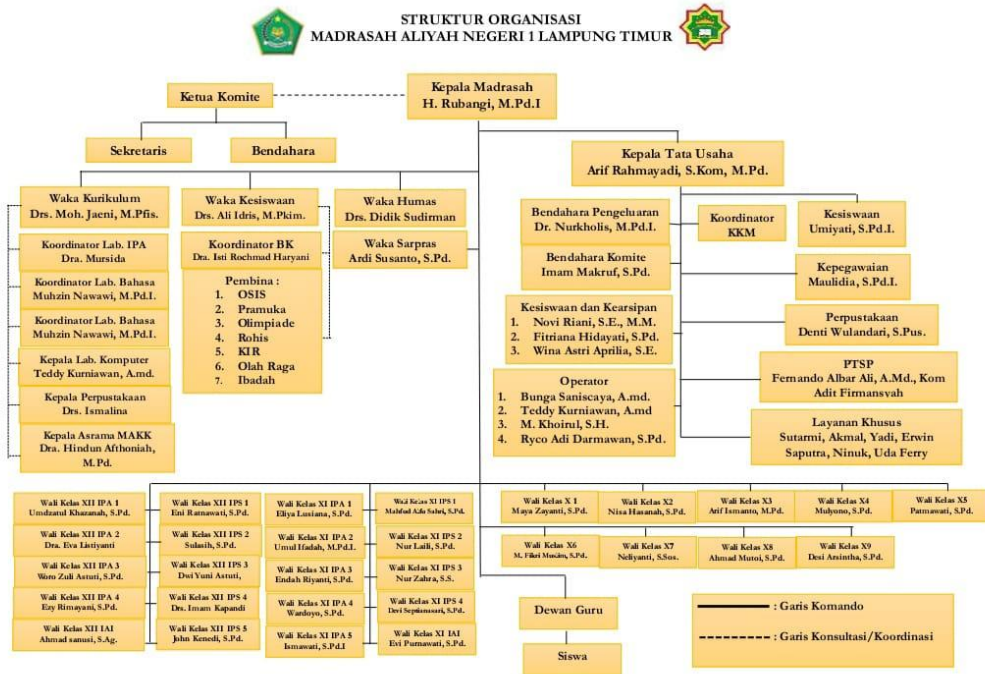 STRUKTUR ORGANISASI
MADRASAH ALIYAH NEGERI 1 LAMPUNG TIMUR
Kepala Madrasah
H. Rubangi, M.Pd.I
Ketua Komite
Sekretaris
Bendahara
Kepala Tata Usaha
Arif Rahmayadi, S.Kom, M.Pd.
Waka Kurikulum
Drs. Moh. Jaeni, M.Pfis.
Koordinator Lab. IPA
Dra. Mursida
Koordinator Lab. Bahasa
Muhzin Nawawi, M.Pd.I.
Koordinator Lab. Bahasa
Muhzin Nawawi, M.Pd.I.
Kepala Lab. Komputer
Teddy Kurniawan, A.md.
Kepala Perpustakaan
Drs. Ismalina
Kepala Asrama MAKK
Dra. Hindun Afthoniah,
M.Pd.
Waka Kesiswaan
Drs. Ali Idris, M.Pkim.
Koordinator BK
Dra. Isti Rochmad Haryani
Pembina :
1. OSIS
2. Pramuka
3. Olimpiade
4. Rohis
5. KIR
6. Olah Raga
7. Ibadah
Waka Humas
Drs. Didik Sudirman
Waka Sarpras
Ardi Susanto, S.Pd.
Bendahara Pengeluaran
Dr. Nurkholis, M.Pd.I.
Bendahara Komite
Imam Makruf, S.Pd.
Kesiswaan dan Kearsipan
1. Novi Riani, S.E., M.M.
2. Fitriana Hidayati, S.Pd.
3. Wina Astri Aprilia, S.E.
Operator
1. Bunga Saniscaya, A.md.
2. Teddy Kurniawan, A.md
3. M. Khoirul, S.H.
4. Ryco Adi Darmawan, S.Pd.
Koordinator
KKM
Kesiswaan
Umiyati, S.Pd.I.
Kepegawaian
Maulidia, S.Pd.I.
Perpustakaan
Denti Wulandari, S.Pus.
PTSP
Fernando Albar Ali, A.Md., Kom
Adit Firmansyah
Layanan Khusus
Sutarmi, Akmal, Yadi, Erwin
Saputra, Ninuk, Uda Ferry
Wali Kelas XII IPA 1
Umdzatul Khazanah, S.Pd.
Wali Kelas XII IPA 2
Dra. Eva Listiyanti
Wali Kelas XII IPA 3
Woro Zuli Astuti, S.Pd.
Wali Kelas XII IPA 4
Ezy Rimayani, S.Pd.
Wali Kelas XII IAI
Ahmad sanusi, S.Ag.
Wali Kelas XII IPS 1
Eni Ratnawati, S.Pd.
Wali Kelas XII IPS 2
Sulasih, S.Pd.
Wali Kelas XII IPS 3
Dwi Yuni Astuti,
Wali Kelas XII IPS 4
Drs. Imam Kapandi
Wali Kelas XII IPS 5
John Kenedi, S.Pd.
Wali Kelas XI IPA 1
Eliya Lusiana, S.Pd.
Wali Kelas XI IPA 2
Umul Ifadah, M.Pd.I.
Wali Kelas XI IPA 3
Endah Riyanti, S.Pd.
Wali Kelas XI IPA 4
Wardoyo, S.Pd.
Wali Kelas XI IPA 5
Ismawati, S.Pd.I
Wali Kelas XI IPS 1
Mahfud S.Pd.
Wali Kelas XI IPS 2
Nur Laili, S.Pd.
Wali Kelas XI IPS 3
Nur Zahra, S.S.
Wali Kelas XI IPS 4
Devi S.Pd.
Wali Kelas XI IAI
Evi Purnawati, S.Pd.
Wali Kelas X 1
Maya Zayanti, S.Pd.
Wali Kelas X2
Nisa Hasanah, S.Pd.
Wali Kelas X3
Arif Ismanto, M.Pd.
Wali Kelas X4
Mulyono, S.Pd.
Wali Kelas X5
Patmawati, S.Pd.
Wali Kelas X6
M. Fikri S.Pd.
Wali Kelas X7
Neliyanti, S.Sos.
Wali Kelas X8
Ahmad Mutoi, S.Pd.
Wali Kelas X9
Desi Arsintha, S.Pd.
Dewan Guru
Siswa
: Garis Komando
: Garis Konsultasi/Koordinasi